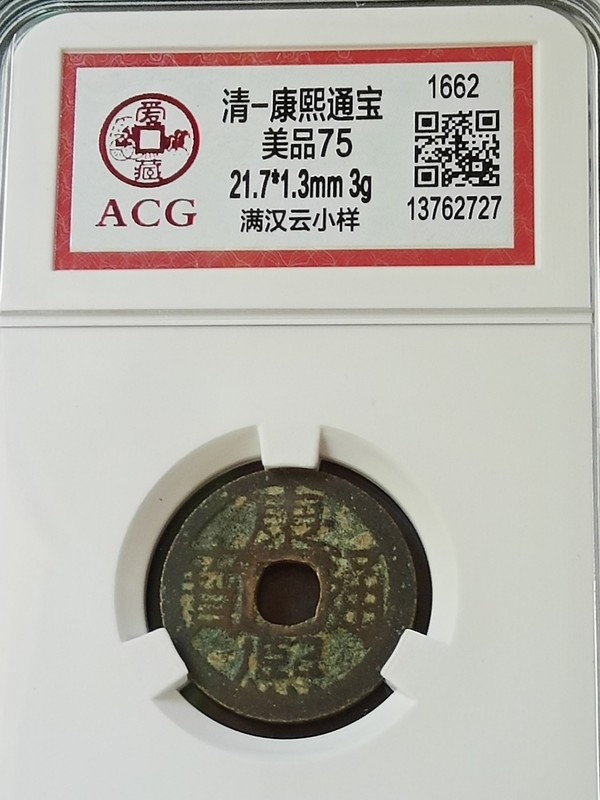 爱
藏
ACG
清-康熙通宝
美品75
21.7*1.3mm 3g
满汉云小样
1662
13762727
康
熙
通
寳